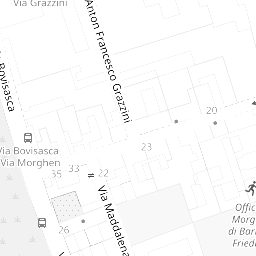 Via Grazzini
Anton Francesco Grazzini
Bovisasca
20
Via Bovisasca
Via Morghen
23
35
33
22
Via Maddalena
26
Offic
Morg
di Bar
Fried